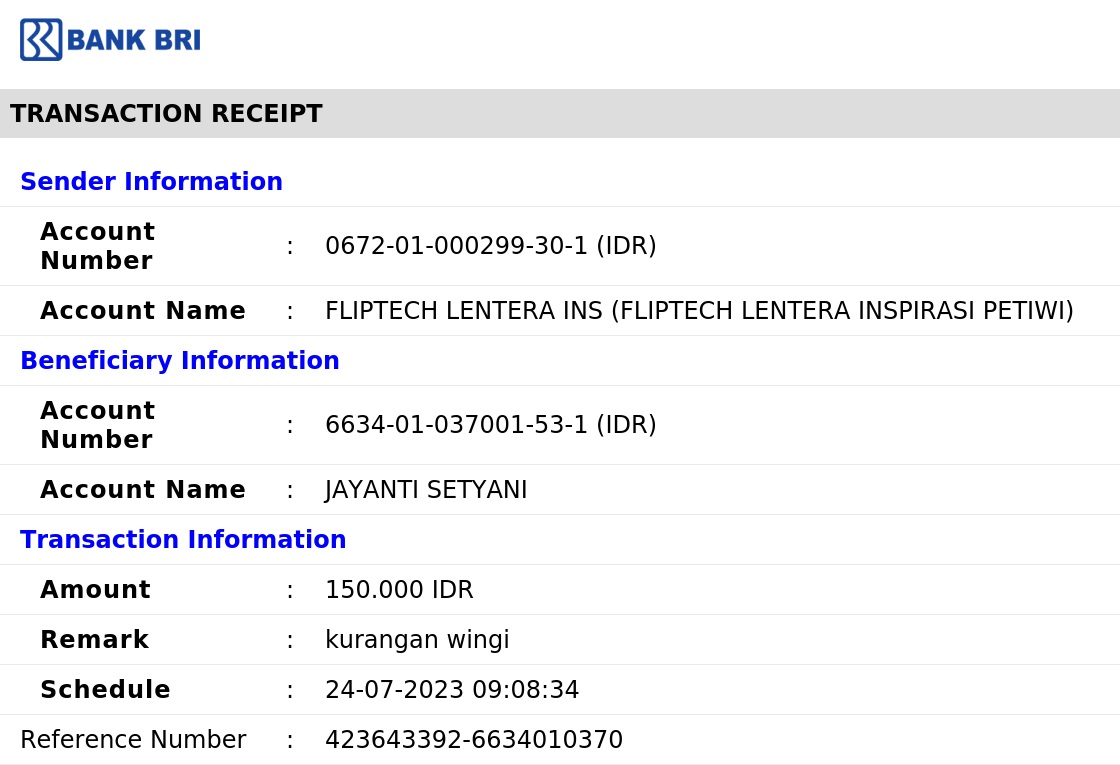 BANK BRI
TRANSACTION RECEIPT
Sender Information
Account Number : 0672-01-000299-30-1 (IDR)
Account Name : FLIPTECH LENTERA INS (FLIPTECH LENTERA INSPIRASI PETIWI)
Beneficiary Information
Account Number : 6634-01-037001-53-1 (IDR)
Account Name : JAYANTI SETYANI
Transaction Information
Amount : 150.000 IDR
Remark : kurangan wingi
Schedule : 24-07-2023 09:08:34
Reference Number : 423643392-6634010370